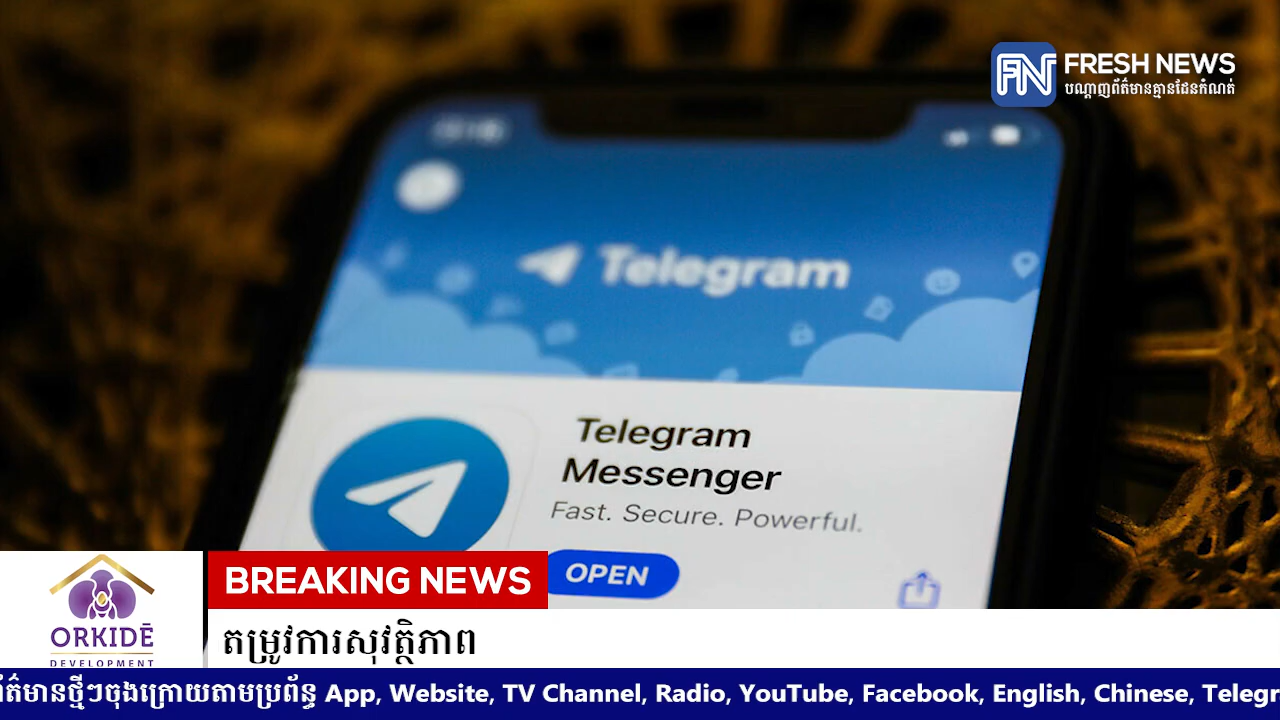 FRESH NEWS
បណ្តាញព័ត៌មានគ្មានដែនកំណត់
Telegram
Telegram
Messenger
Fast. Secure. Powerful.
OPEN
BREAKING NEWS
ORKIDĒ
DEVELOPMENT
តម្រូវការសុវត្ថិភាព
ព័ត៌មានថ្មីៗចុងក្រោយតាមប្រព័ន្ធ App, Website, TV Channel, Radio, YouTube, Facebook, English, Chinese, Telegr